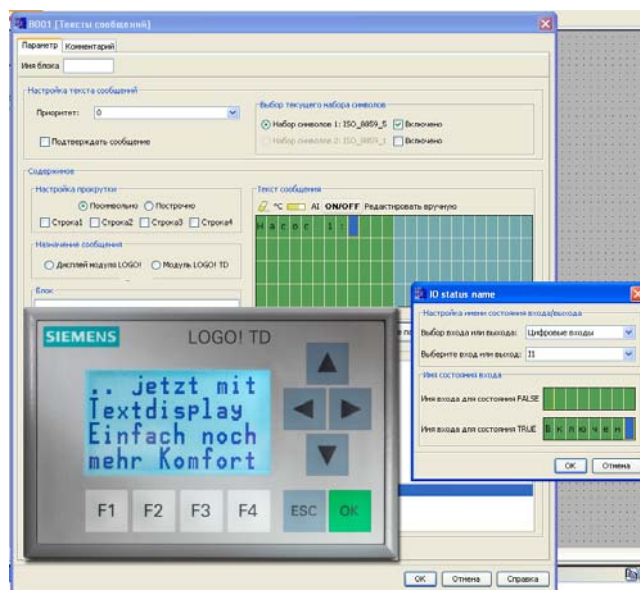 B001 [Тексты сообщений]
Параметр Комментарий
Имя блока
Настройка текста сообщений
Приоритет: 0
Подтверждать сообщение
Выбор текущего набора символов
Набор символов 1: ISO_8859_5 Включено
Набор символов 2: ISO_8859_1 Включено
Содержимое
Настройка прокрутки
Посимвольно Построчно
Строка1 Строка2 Строка3 Строка4
Назначение сообщения
Дисплей модуля LOGO! Модуль LOGO! TD
Блок
Текст сообщения
°C AI ON/OFF Редактировать вручную
Насос 1:
IO status name
Настройка имени состояния входа/выхода
Выбор входа или выхода: Цифровые входы
Выберите вход или выход: I1
Имя состояния входа
Имя входа для состояния FALSE
Имя входа для состояния TRUE Включен
OK Отмена
SIEMENS LOGO! TD
.. jetzt mit
Textdisplay
Einfach noch
mehr Komfort
F1 F2 F3 F4 ESC OK
OK Отмена Справка